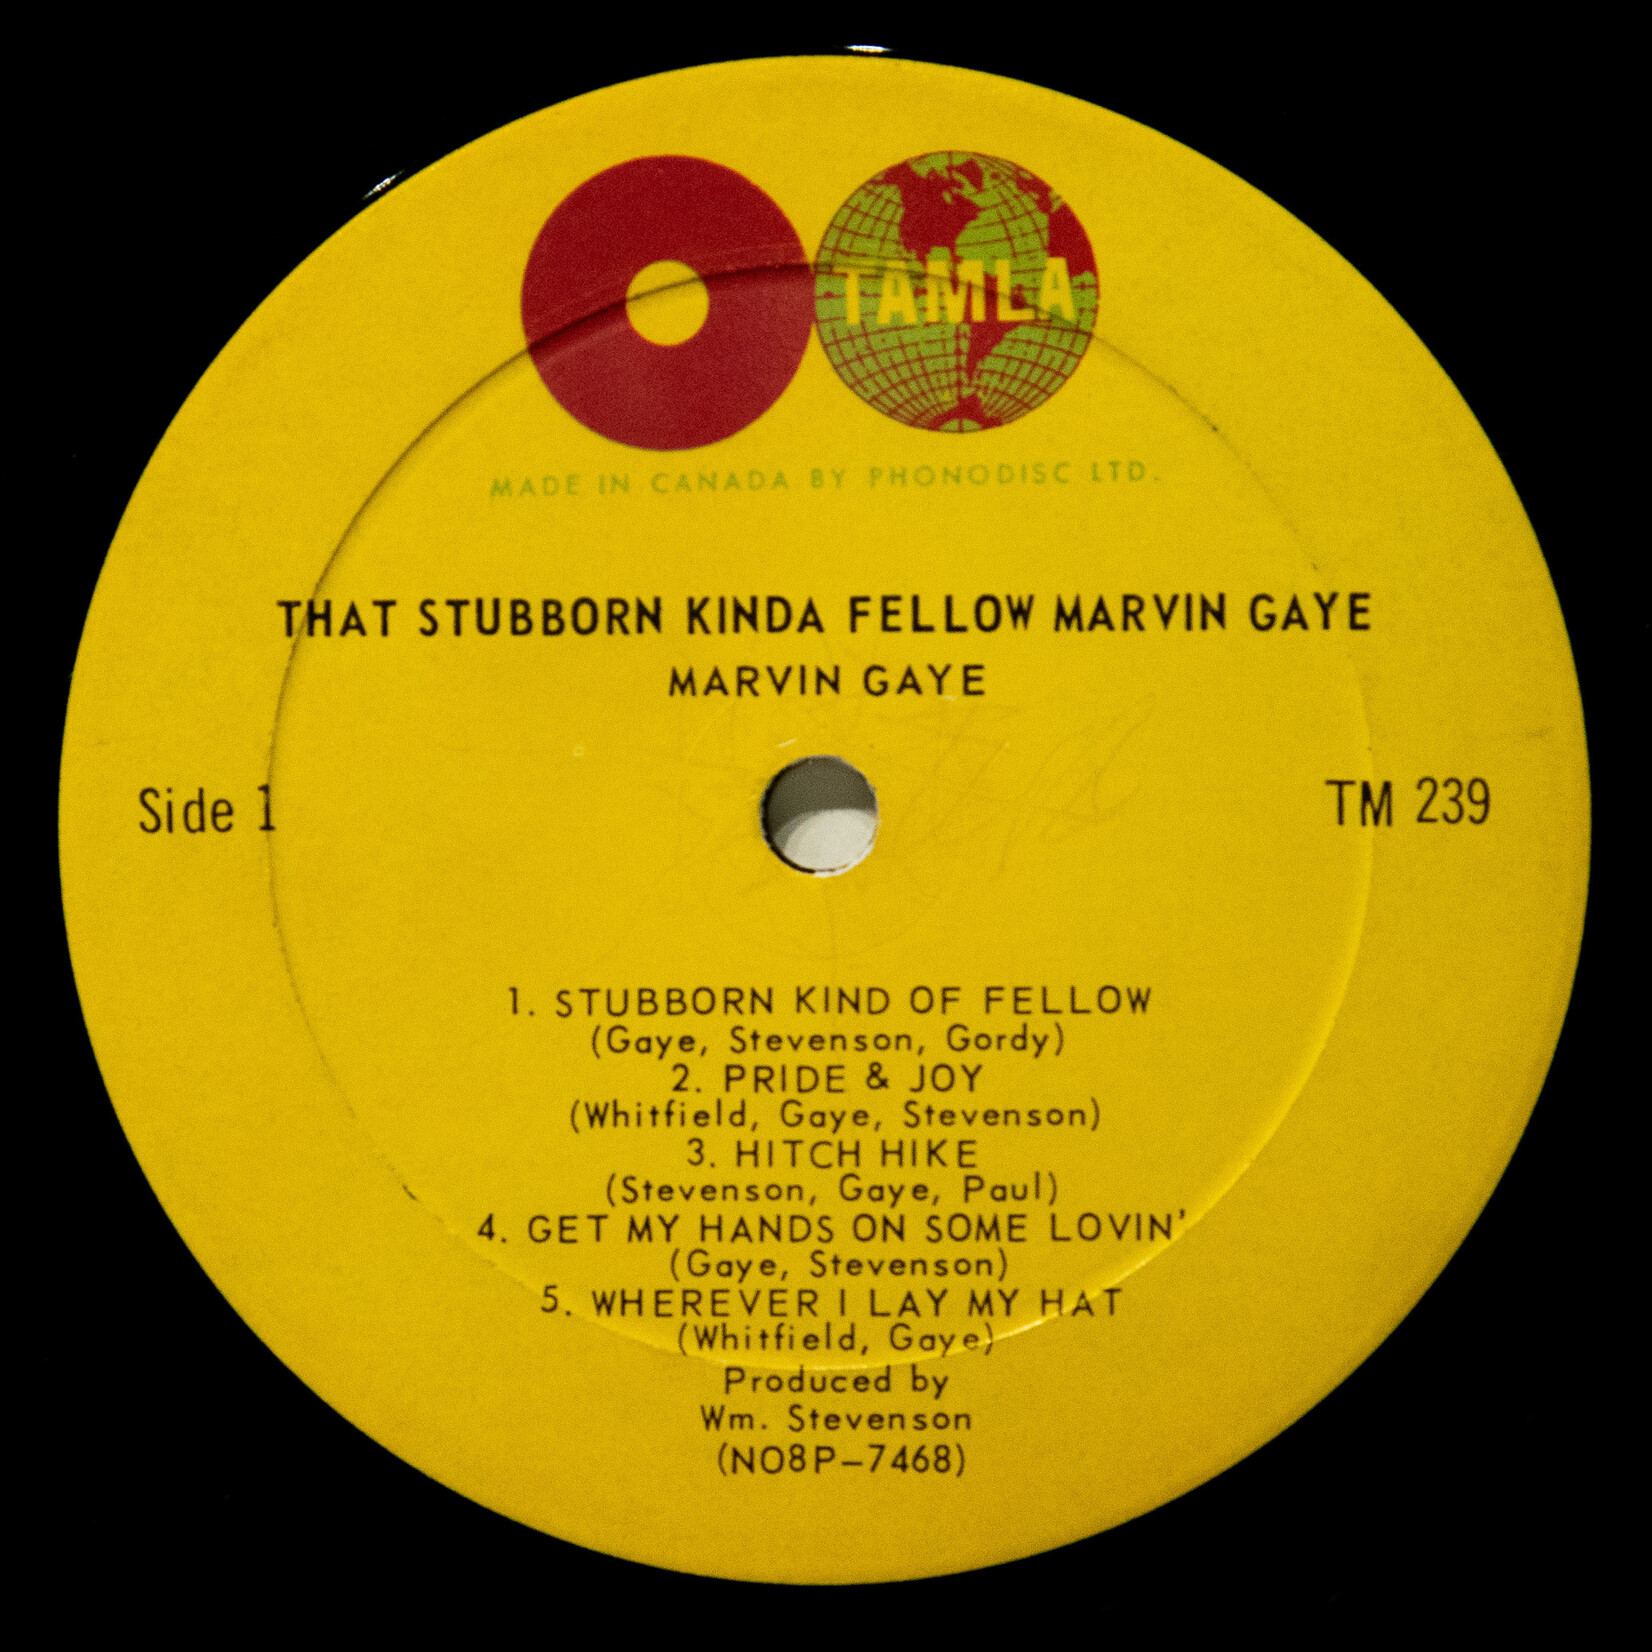 TAMLA
MADE IN CANADA BY PHONODISC LTD.
THAT STUBBORN KINDA FELLOW MARVIN GAYE
MARVIN GAYE
Side 1
TM 239
1. STUBBORN KIND OF FELLOW
(Gaye, Stevenson, Gordy)
2. PRIDE & JOY
(Whitfield, Gaye, Stevenson)
3. HITCH HIKE
(Stevenson, Gaye, Paul)
4. GET MY HANDS ON SOME LOVIN'
(Gaye, Stevenson)
5. WHEREVER I LAY MY HAT
(Whitfield, Gaye)
Produced by
Wm. Stevenson
(NO8P–7468)